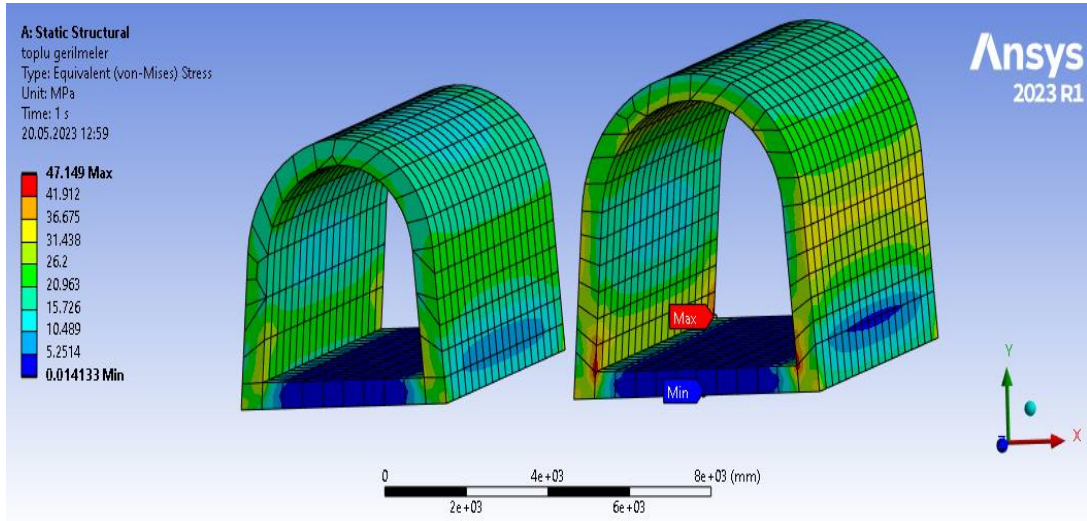 A: Static Structural
toplu gerilmeler
Type: Equivalent (von-Mises) Stress
Unit: MPa
Time: 1 s
20.05.2023 12:59
47.149 Max
41.912
36.675
31.438
26.2
20.963
15.726
10.489
5.2514
0.014133 Min
Ansys
2023 R1
Max
Min
Y
X
0 4e+03 8e+03 (mm)
2e+03 6e+03